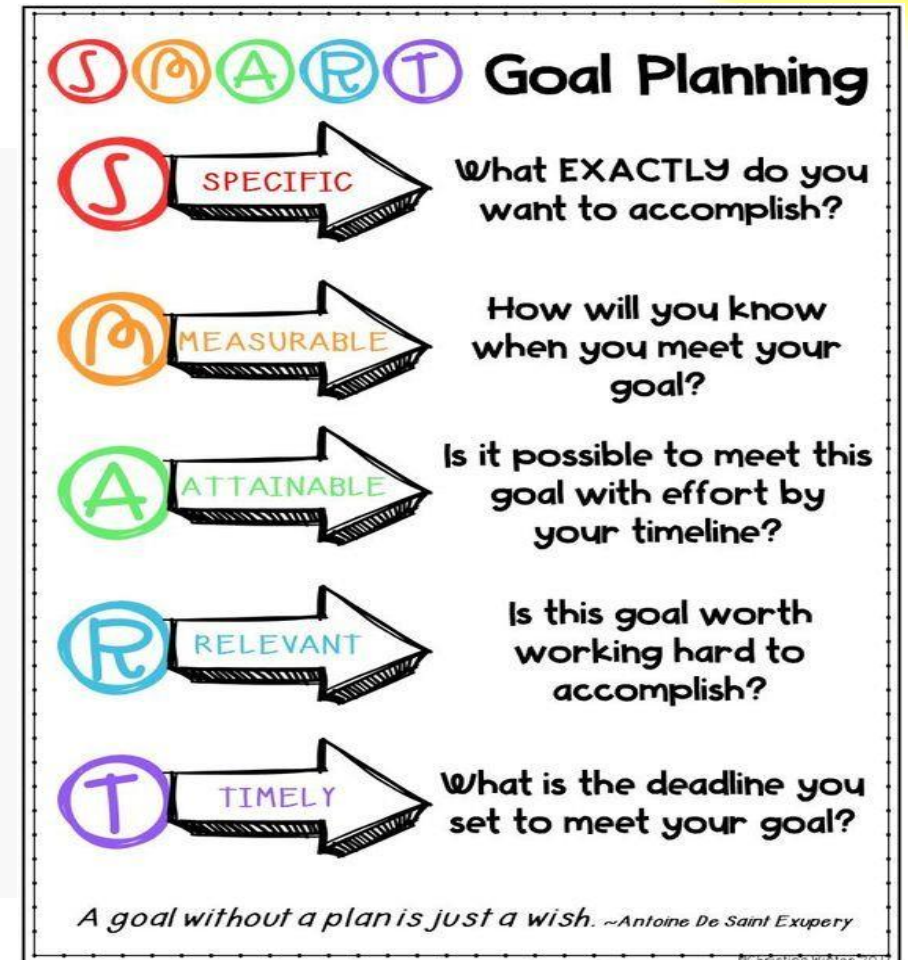 SMART Goal Planning
S SPECIFIC
What EXACTLY do you
want to accomplish?
M MEASURABLE
How will you know
when you meet your
goal?
A ATTAINABLE
Is it possible to meet this
goal with effort by
your timeline?
R RELEVANT
Is this goal worth
working hard to
accomplish?
T TIMELY
What is the deadline you
set to meet your goal?
A goal without a plan is just a wish. ~Antoine De Saint Exupery